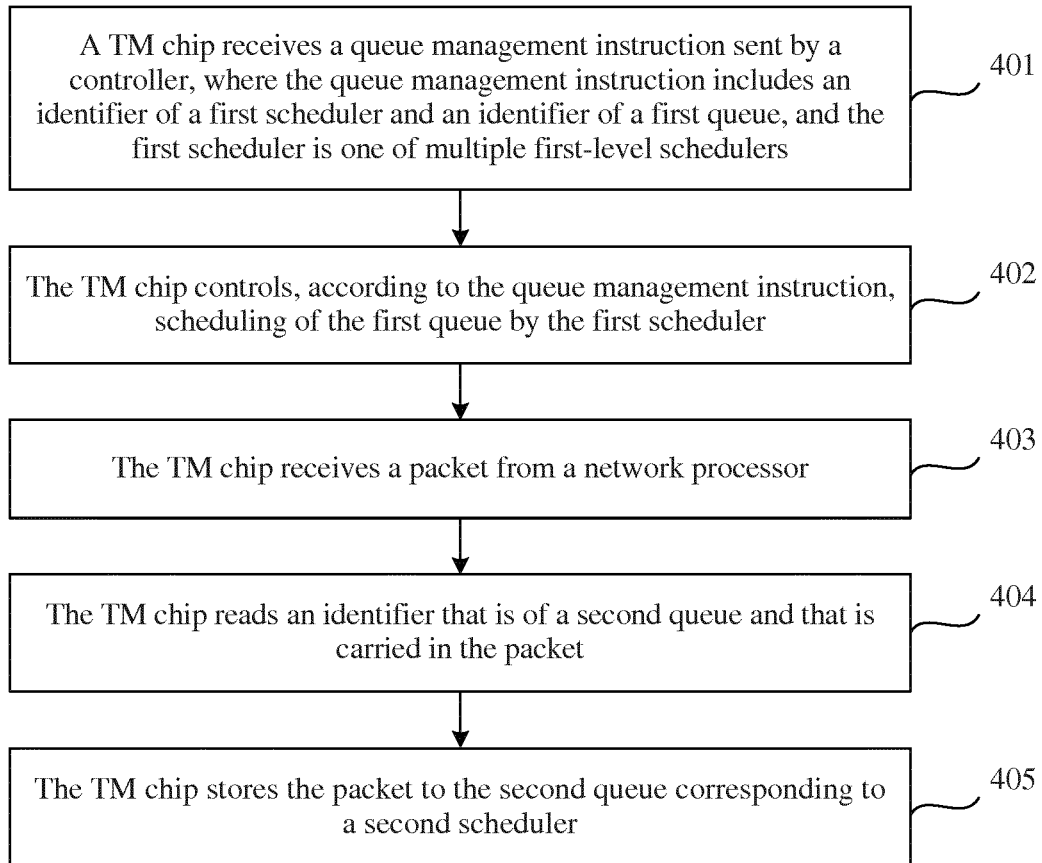 A TM chip receives a queue management instruction sent by a
controller, where the queue management instruction includes an
identifier of a first scheduler and an identifier of a first queue, and the
first scheduler is one of multiple first-level schedulers
401
The TM chip controls, according to the queue management instruction,
scheduling of the first queue by the first scheduler
402
The TM chip receives a packet from a network processor
403
The TM chip reads an identifier that is of a second queue and that is
carried in the packet
404
The TM chip stores the packet to the second queue corresponding to
a second scheduler
405